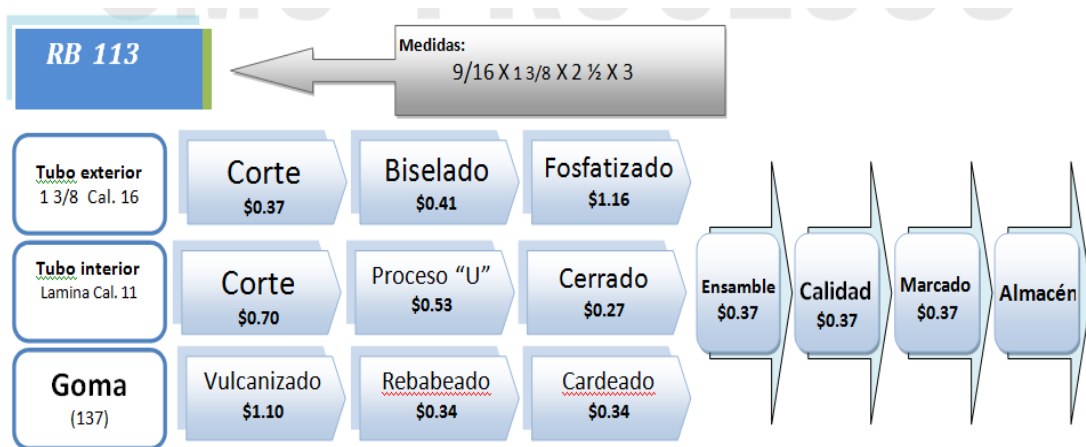 RB 113
Medidas:
9/16 X 1 3/8 X 2 ½ X 3
Tubo exterior
1 3/8 Cal. 16
Corte
$0.37
Biselado
$0.41
Fosfatizado
$1.16
Tubo interior
Lamina Cal. 11
Corte
$0.70
Proceso “U”
$0.53
Cerrado
$0.27
Goma
(137)
Vulcanizado
$1.10
Rebabeado
$0.34
Cardeado
$0.34
Ensamble
$0.37
Calidad
$0.37
Marcado
$0.37
Almacén